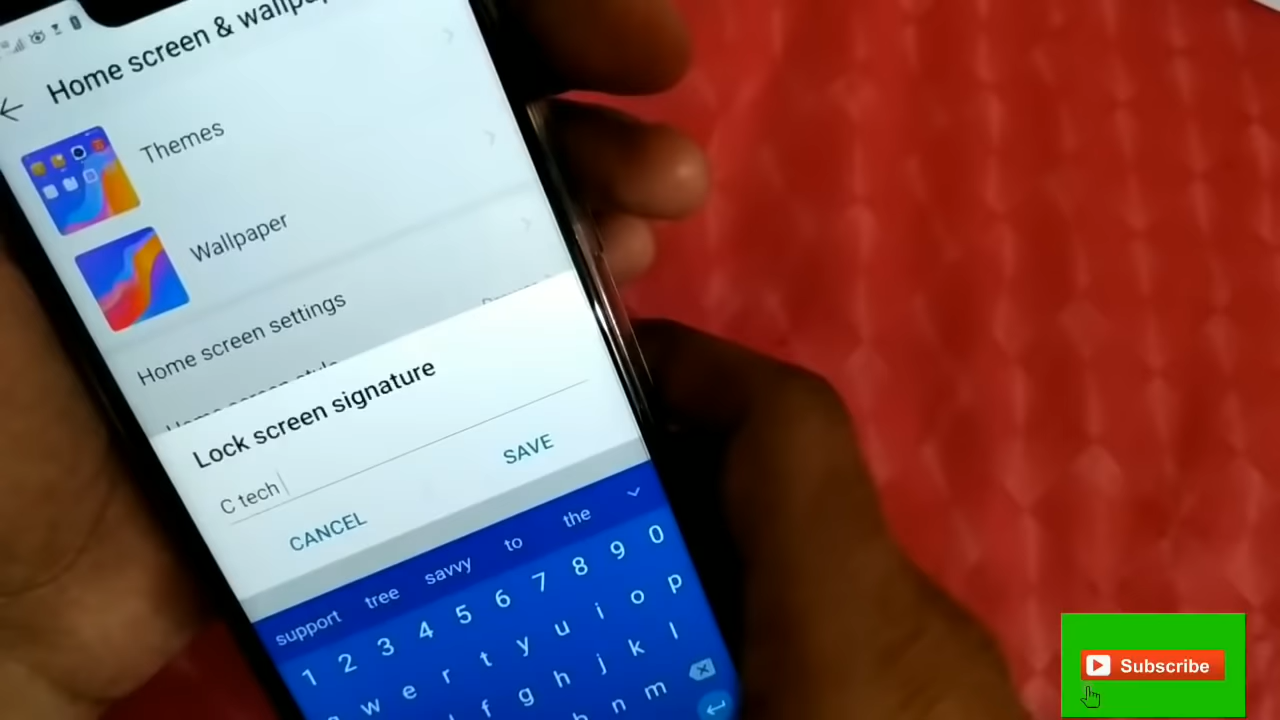 Home screen & wallpap
Themes
Wallpaper
Home screen settings
Lock screen signature
C tech
CANCEL
SAVE
support tree savvy to the
1 2 3 4 5 6 7 8 9 0
w e r t y u i o p
f g h j k l
n m
Subscribe